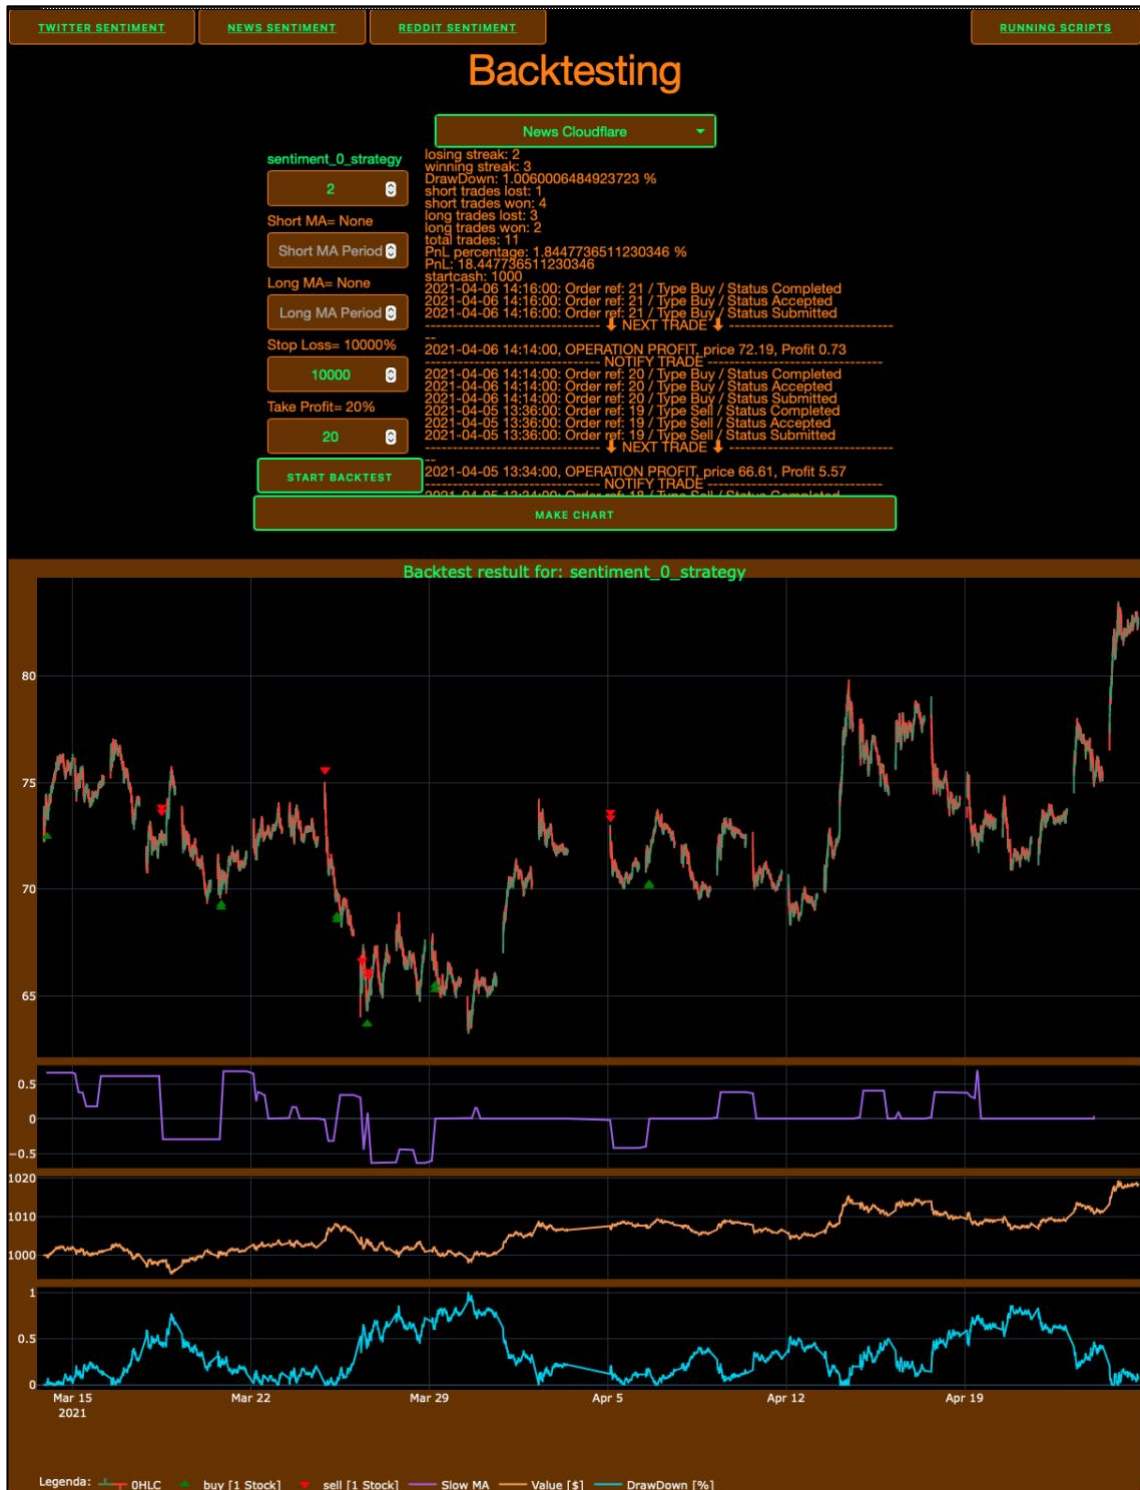 TWITTER SENTIMENT
NEWS SENTIMENT
REDDIT SENTIMENT
RUNNING SCRIPTS
Backtesting
News Cloudflare
sentiment_0_strategy
2
Short MA= None
Short MA Period
Long MA= None
Long MA Period
Stop Loss= 10000%
10000
Take Profit= 20%
20
START BACKTEST
losing streak: 2
winning streak: 3
DrawDown: 1.0060006484923723 %
short trades lost: 1
short trades won: 4
long trades lost: 3
long trades won: 2
total trades: 11
PnL percentage: 1.8447736511230346 %
PnL: 18.447736511230346
startcash: 1000
2021-04-06 14:16:00: Order ref: 21 / Type Buy / Status Completed
2021-04-06 14:16:00: Order ref: 21 / Type Buy / Status Accepted
2021-04-06 14:16:00: Order ref: 21 / Type Buy / Status Submitted
-------------------------------- ⬇ NEXT TRADE ⬇ ------------------------------
--
2021-04-06 14:14:00, OPERATION PROFIT, price 72.19, Profit 0.73
-------------------------------- NOTIFY TRADE --------------------------------
2021-04-06 14:14:00: Order ref: 20 / Type Buy / Status Completed
2021-04-06 14:14:00: Order ref: 20 / Type Buy / Status Accepted
2021-04-06 14:14:00: Order ref: 20 / Type Buy / Status Submitted
2021-04-05 13:36:00: Order ref: 19 / Type Sell / Status Completed
2021-04-05 13:36:00: Order ref: 19 / Type Sell / Status Accepted
2021-04-05 13:36:00: Order ref: 19 / Type Sell / Status Submitted
-------------------------------- ⬇ NEXT TRADE ⬇ ------------------------------
--
2021-04-05 13:34:00, OPERATION PROFIT, price 66.61, Profit 5.57
-------------------------------- NOTIFY TRADE --------------------------------
2021-04-05 13:34:00: Order ref: 18 / Type Sell / Status Completed
MAKE CHART
Backtest restult for: sentiment_0_strategy
80
75
70
65
0.5
0
−0.5
1020
1010
1000
1
0.5
0
Mar 15
2021
Mar 22
Mar 29
Apr 5
Apr 12
Apr 19
Legenda: 0HLC buy [1 Stock] sell [1 Stock] Slow MA Value [$] DrawDown [%]